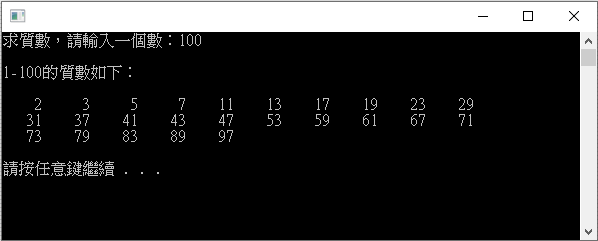 求質數，請輸入一個數：100
1-100的質數如下：
2 3 5 7 11 13 17 19 23 29
31 37 41 43 47 53 59 61 67 71
73 79 83 89 97
請按任意鍵繼續 . . .